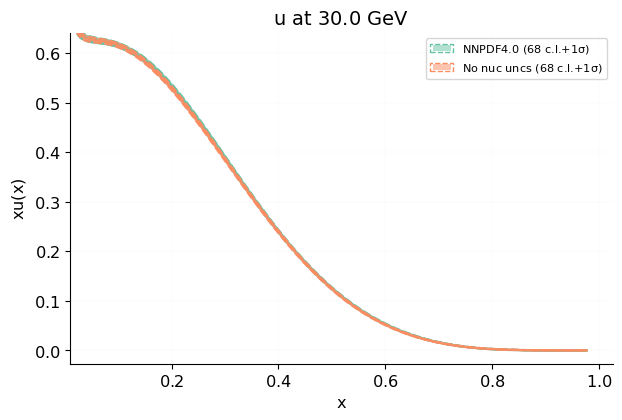 u at 30.0 GeV
NNPDF4.0 (68 c.l.+1σ)
No nuc uncs (68 c.l.+1σ)
xu(x)
0.6
0.5
0.4
0.3
0.2
0.1
0.0
0.2 0.4 0.6 0.8 1.0
x